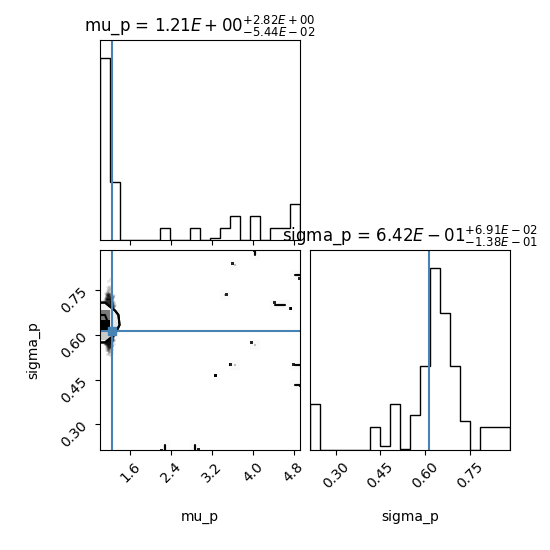 mu_p = 1.21E + 00+2.82E + 00 −5.44E − 02
sigma_p = 6.42E − 01+6.91E − 02 −1.38E − 01
0.75
0.60
0.45
0.30
sigma_p
1.6 2.4 3.2 4.0 4.8
0.30 0.45 0.60 0.75
mu_p
sigma_p